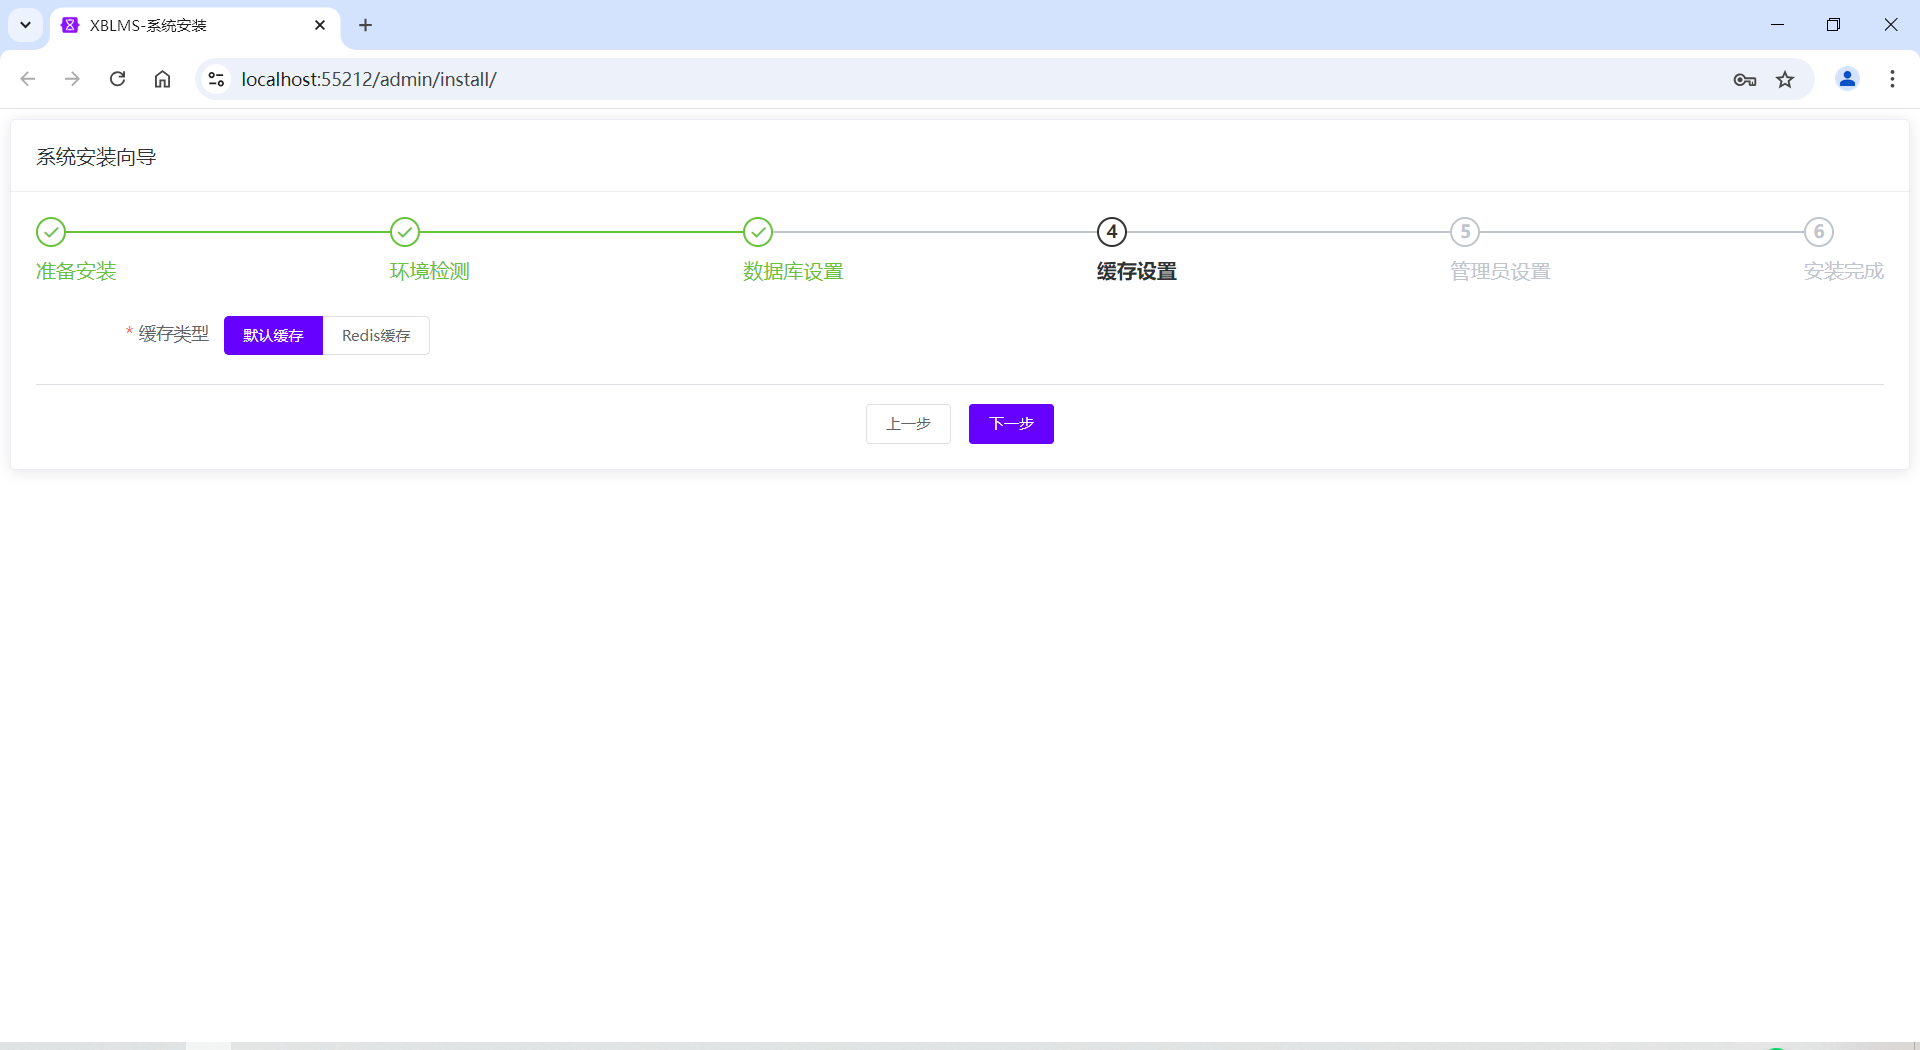 XBLMS-系统安装
localhost:55212/admin/install/
系统安装向导
4 5 6
准备安装 环境检测 数据库设置 缓存设置 管理员设置 安装完成
* 缓存类型 默认缓存 Redis缓存
上一步 下一步